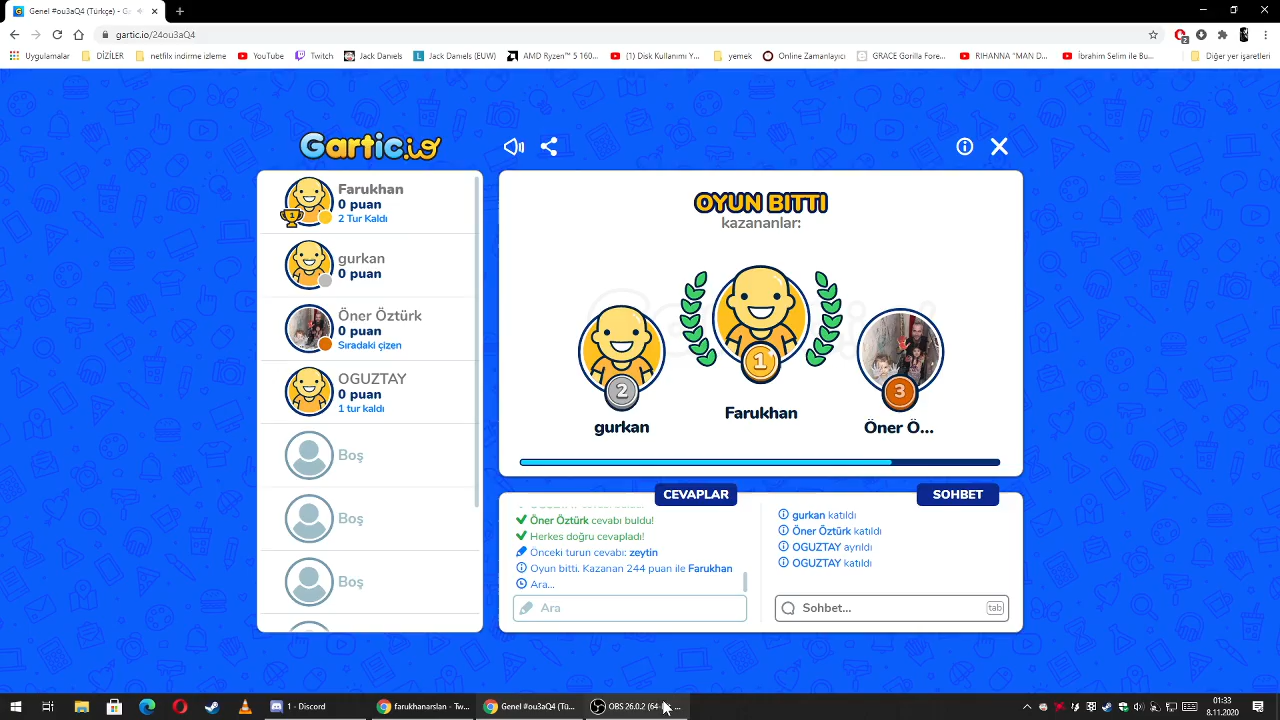 Genel #ou3aQ4 (Türkçe) - G
gartic.io/24ou3aQ4
Uygulamalar
DİZİLER
netflix indirme izleme
YouTube
Twitch
Jack Daniels
Jack Daniels (EUW)
AMD Ryzen™ 5 160...
(1) Disk Kullanımı Y...
yemek
Online Zamanlayıcı
GRACE Gorilla Fore...
RIHANNA "MAN D...
İbrahim Selim ile Bu...
Diğer yer işaretleri
Gartic.io
Farukhan
0 puan
2 Tur Kaldı
gurkan
0 puan
Öner Öztürk
0 puan
Sıradaki çizen
OGUZTAY
0 puan
1 tur kaldı
Boş
Boş
Boş
OYUN BITTI
kazananlar:
1
2
3
Farukhan
gurkan
Öner Ö...
CEVAPLAR
Öner Öztürk cevabı buldu!
Herkes doğru cevapladı!
Önceki turun cevabı: zeytin
Oyun bitti. Kazanan 244 puan ile Farukhan
Ara...
Ara
SOHBET
gurkan katıldı
Öner Öztürk katıldı
OGUZTAY ayrıldı
OGUZTAY katıldı
Sohbet...
tab
1 - Discord
farukhanarslan - Tw...
Genel #ou3aQ4 (Tü...
OBS 26.0.2 (64-
01:33
8.11.2020